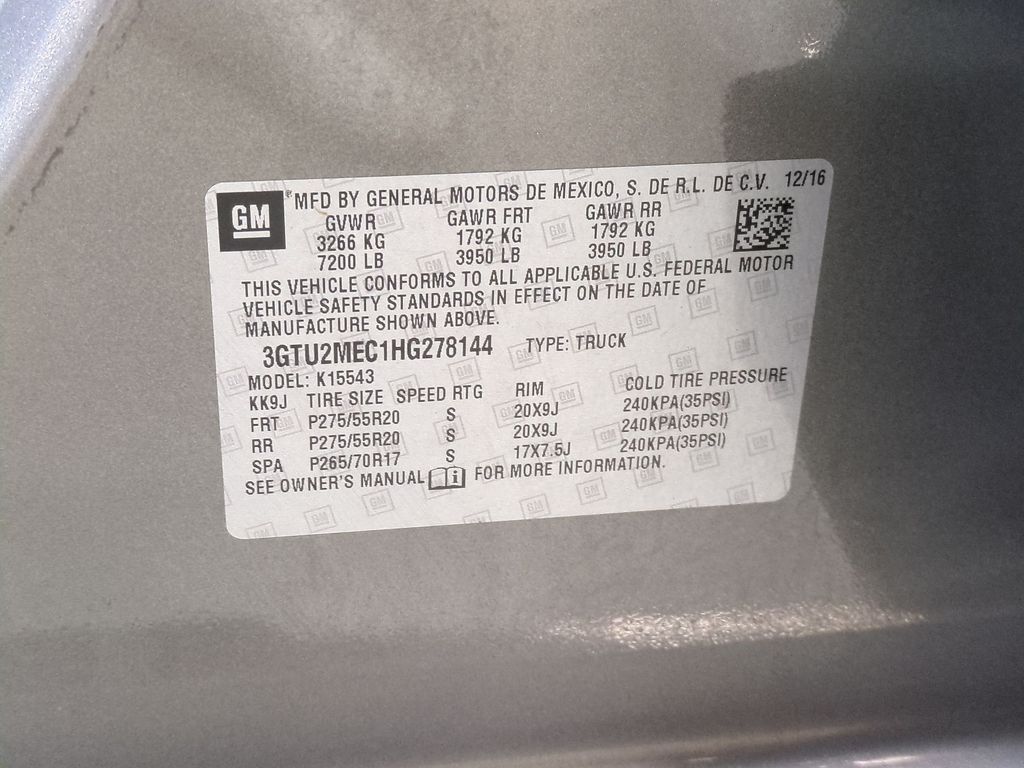 GM
MFD BY GENERAL MOTORS DE MEXICO, S. DE R.L. DE C.V. 12/16
GVWR GAWR FRT GAWR RR
3266 KG 1792 KG 1792 KG
7200 LB 3950 LB 3950 LB
THIS VEHICLE CONFORMS TO ALL APPLICABLE U.S. FEDERAL MOTOR
VEHICLE SAFETY STANDARDS IN EFFECT ON THE DATE OF
MANUFACTURE SHOWN ABOVE.
3GTU2MEC1HG278144 TYPE: TRUCK
MODEL: K15543
KK9J TIRE SIZE SPEED RTG RIM COLD TIRE PRESSURE
FRT P275/55R20 S 20X9J 240KPA(35PSI)
RR P275/55R20 S 20X9J 240KPA(35PSI)
SPA P265/70R17 S 17X7.5J 240KPA(35PSI)
SEE OWNER'S MANUAL FOR MORE INFORMATION.